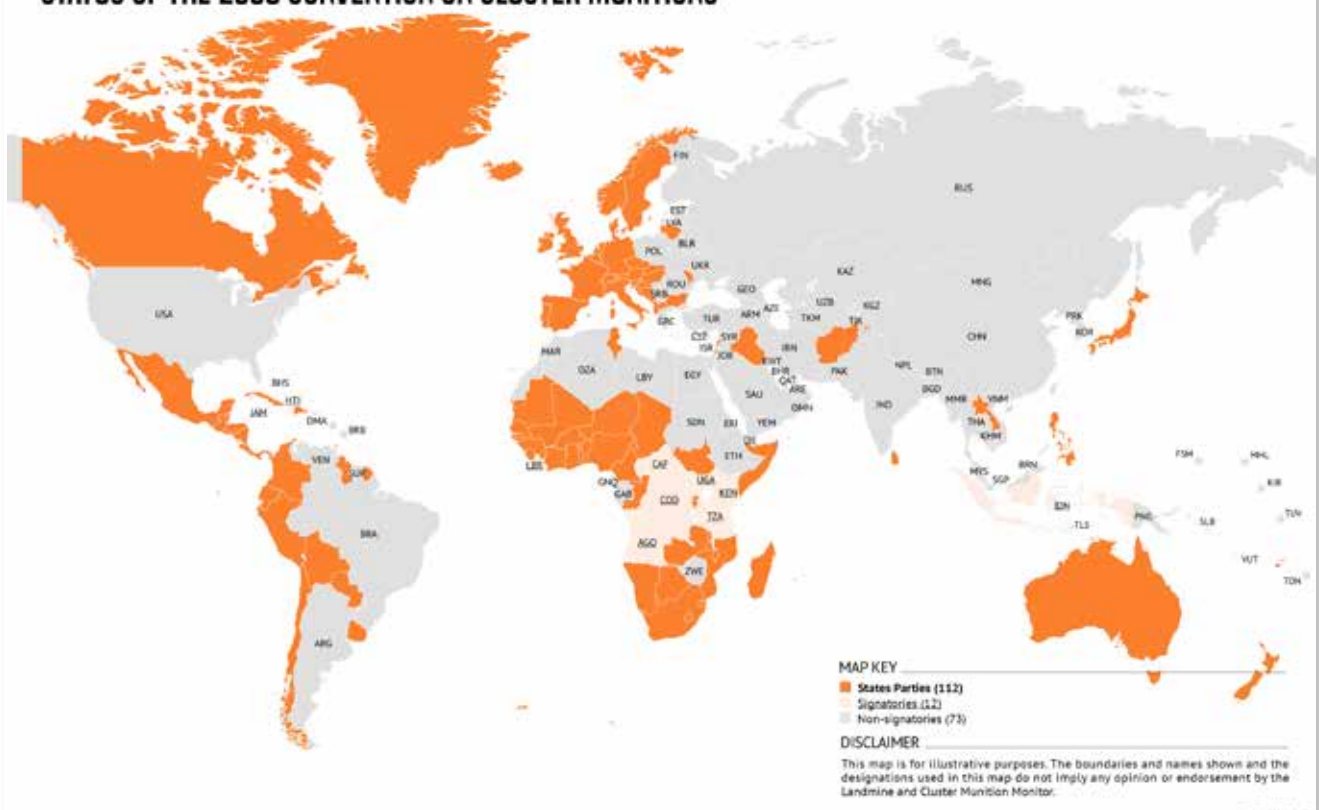 FIN
RUS
EST
LVA
POL
BLR
UKR
KAZ
ROU
MNG
SRB
GEO
USA
UZB
KGZ
AZE
GRC
TUR
ARM
TKM
TJK
PRK
KOR
CYP
SYR
CHN
ISR
JOR
IRN
MAR
KWT
DZA
LBY
EGY
BHR
PAK
NPL
BTN
QAT
ARE
BHS
SAU
BGD
HTI
OMN
IND
MMR
VNM
JAM
DMA
SDN
ERI
YEM
THA
BRB
KHM
DJI
VEN
LBR
CAF
ETH
FSM
MHL
SUR
BRN
MYS
GNQ
UGA
SGP
GAB
KEN
KIR
COD
IDN
TZA
PNG
TUV
TLS
SLB
BRA
AGO
VUT
ZWE
TON
ARG
MAP KEY
States Parties (112)
Signatories (12)
Non-signatories (73)
DISCLAIMER
This map is for illustrative purposes. The boundaries and names shown and the
designations used in this map do not imply any opinion or endorsement by the
Landmine and Cluster Munition Monitor.